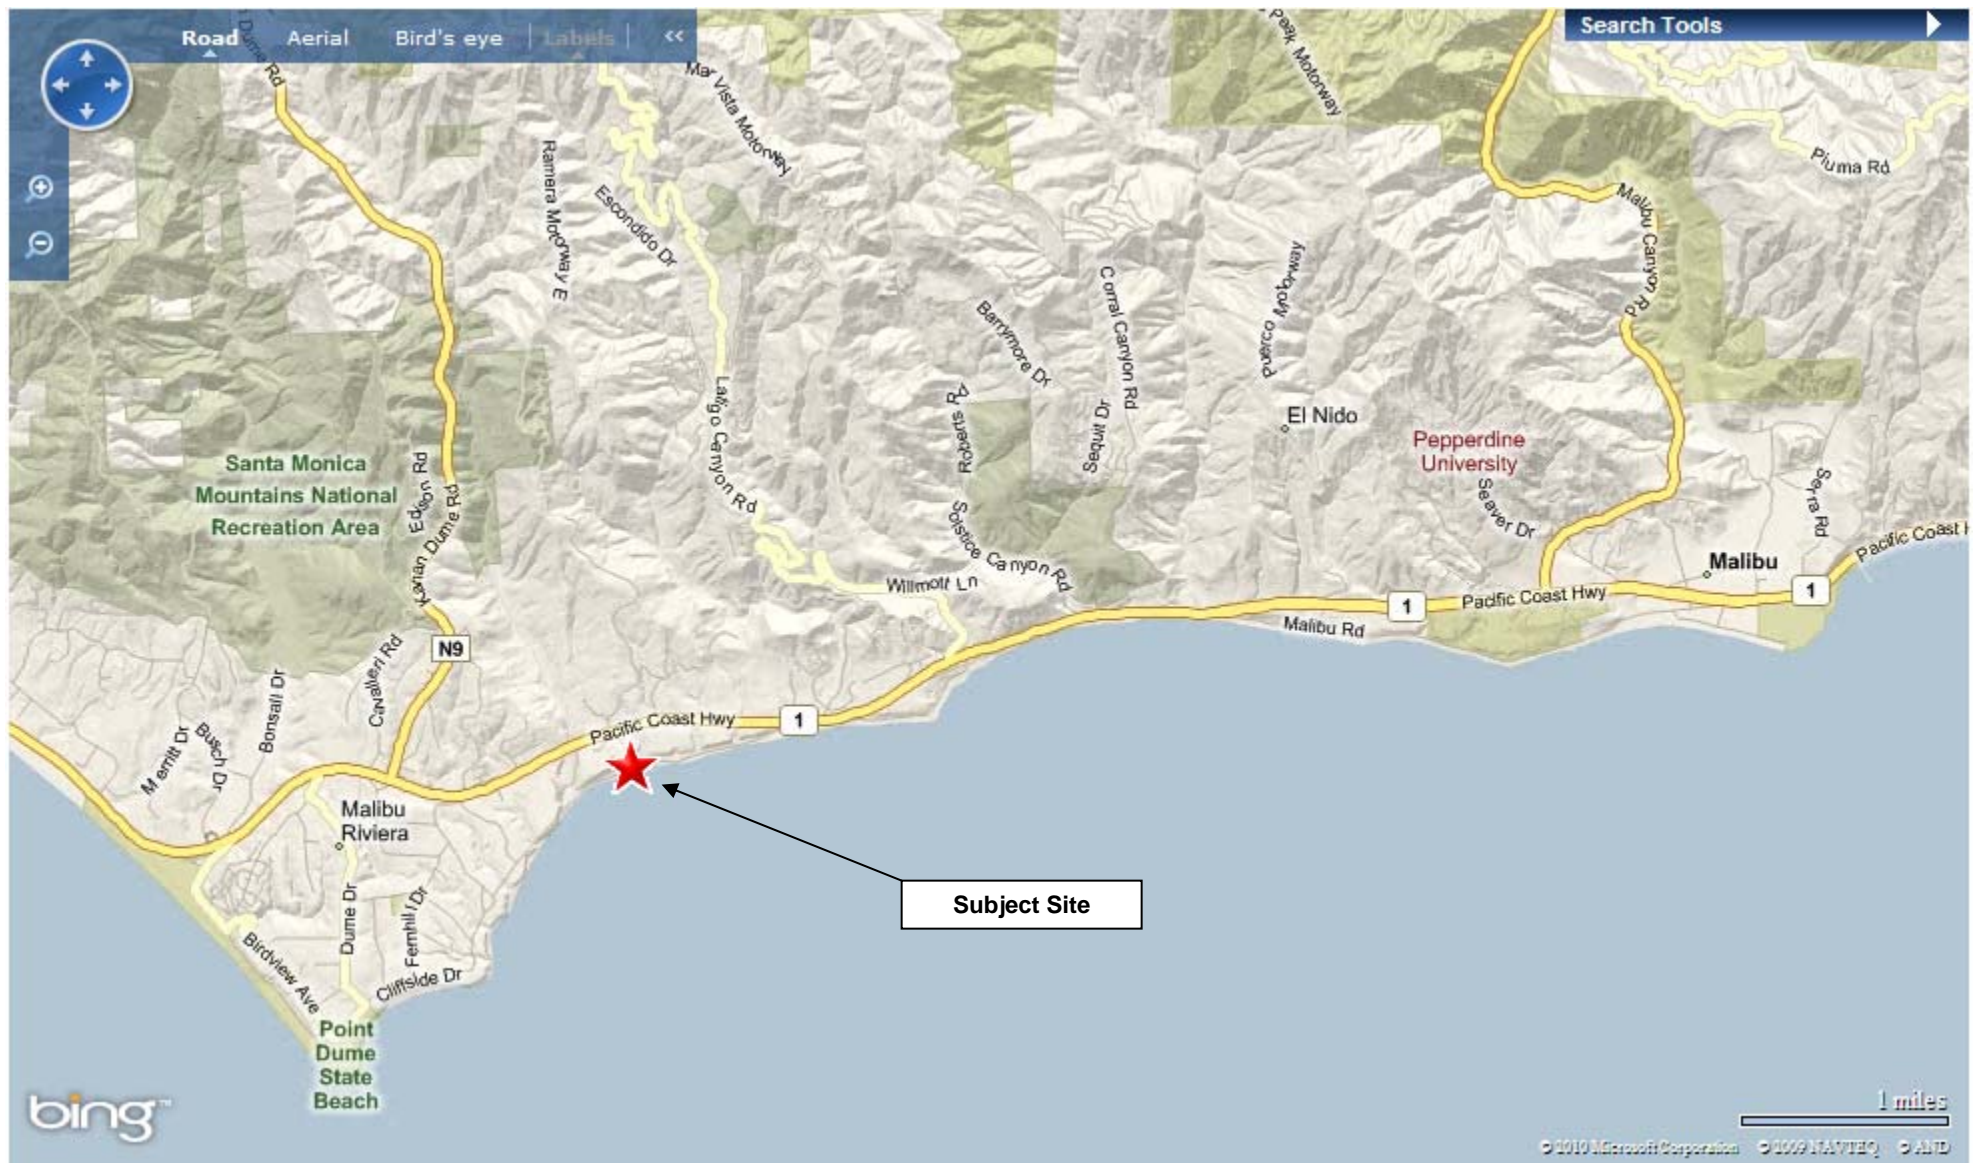 Road Aerial Bird's eye Labels <<
Search Tools
Dume Rd
Mar Vista Motorway
Peak Motorway
Piuma Rd
Ramera Motorway E
Escondido Dr
Malibu Canyon Rd
Puerco Motorway
Corral Canyon Rd
Barrymore Dr
Latigo Canyon Rd
Roberts Rd
Sequit Dr
El Nido
Pepperdine
University
Seaver Dr
Serra Rd
Santa Monica
Mountains National
Recreation Area
Edison Rd
Kanan Dume Rd
Solstice Canyon Rd
Willmott Ln
Malibu
Pacific Coast H
1
Pacific Coast Hwy
1
Malibu Rd
N9
Cavalleri Rd
Bonsall Dr
Busch Dr
Merritt Dr
Pacific Coast Hwy
1
Malibu
Riviera
Subject Site
Dume Dr
Fernhill Dr
Birdview Ave
Cliffside Dr
Point
Dume
State
Beach
bing™
1 miles
© 2010 Microsoft Corporation © 2009 NAVTEQ © AND